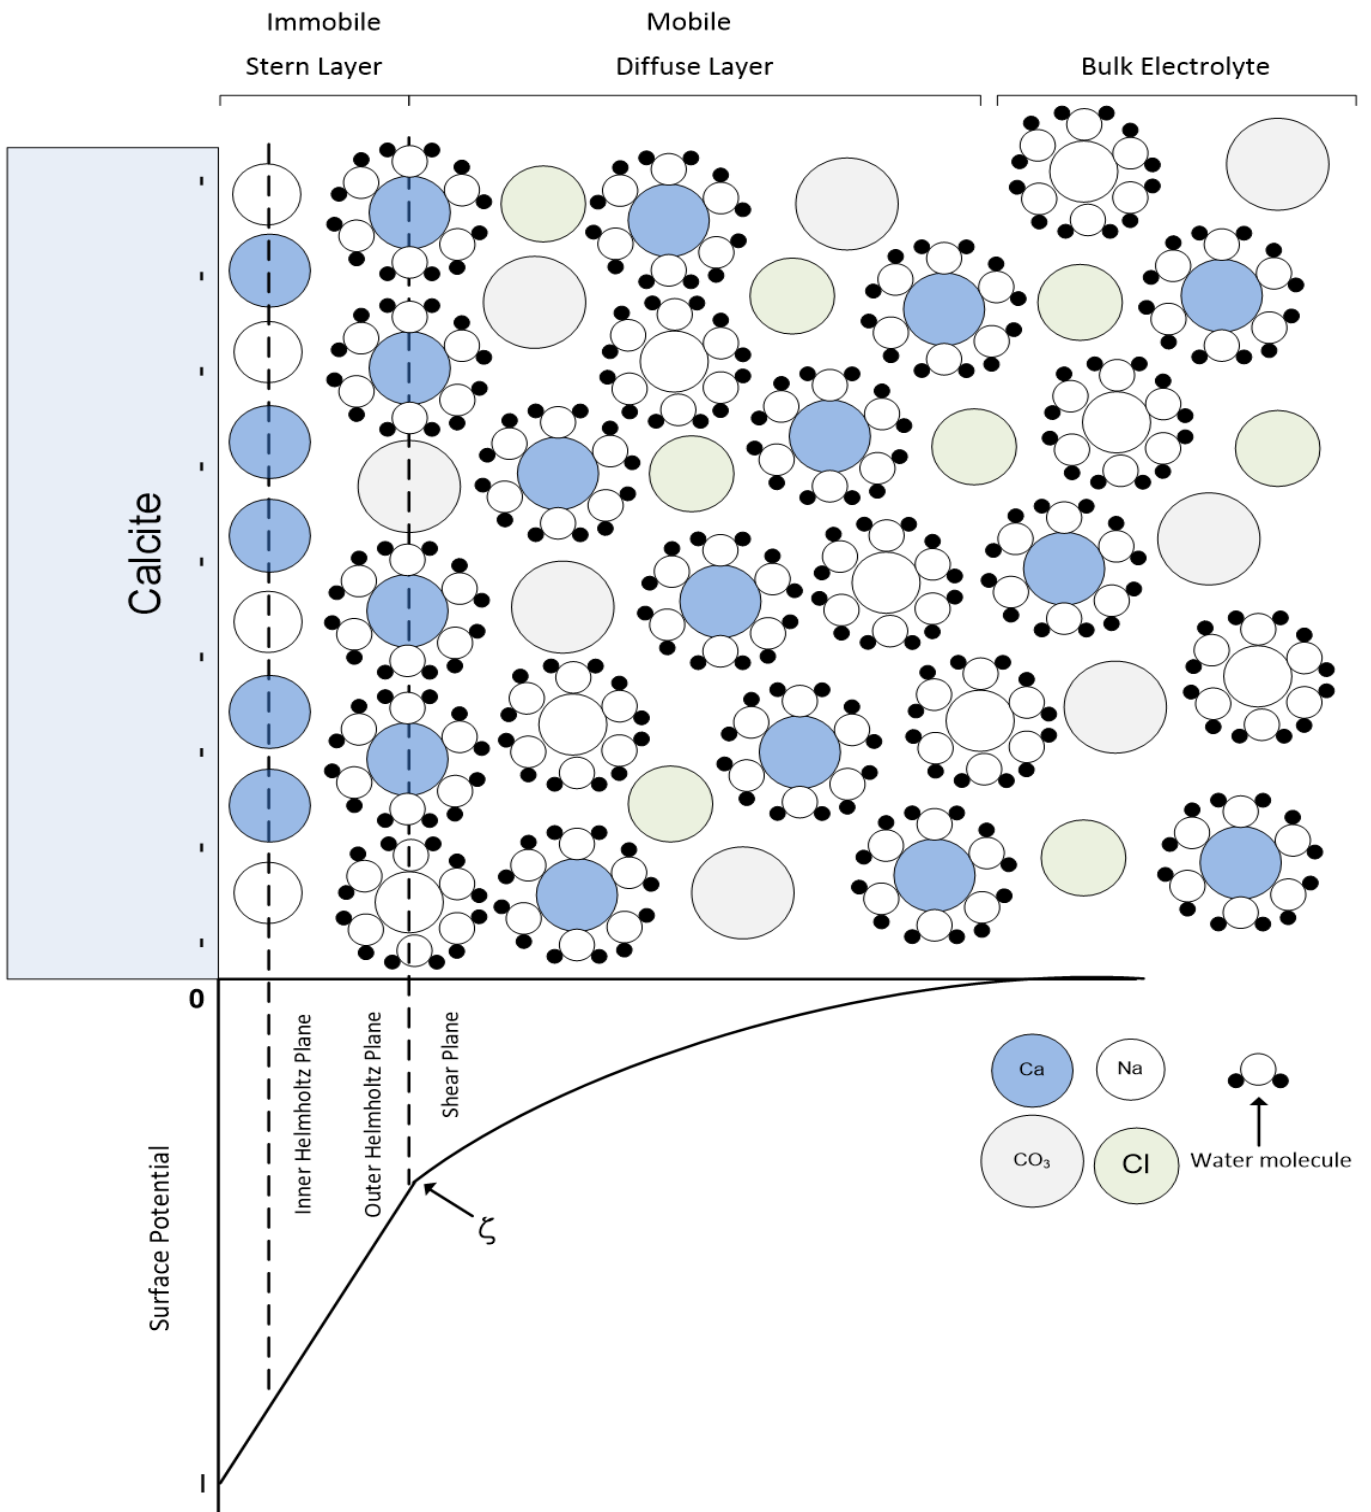 Immobile
Mobile
Stern Layer
Diffuse Layer
Bulk Electrolyte
Calcite
0
Inner Helmholtz Plane
Outer Helmholtz Plane
Shear Plane
Surface Potential
ζ
Ca
Na
CO₃
Cl
Water molecule